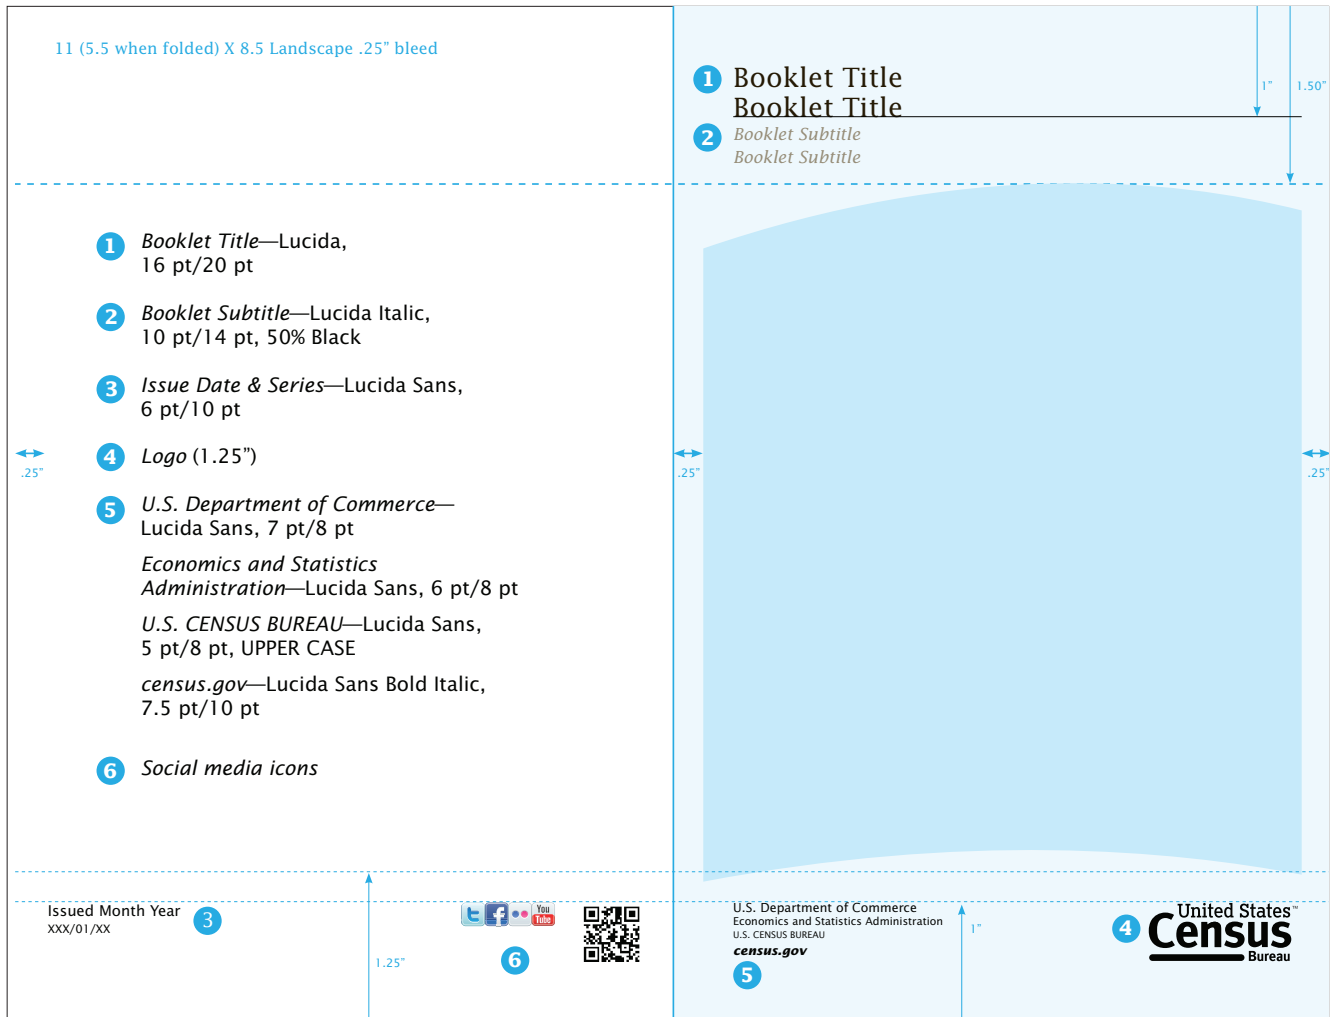 11 (5.5 when folded) X 8.5 Landscape .25” bleed
1 Booklet Title
Booklet Title
2 Booklet Subtitle
Booklet Subtitle
1”
1.50”
1 Booklet Title—Lucida,
16 pt/20 pt
2 Booklet Subtitle—Lucida Italic,
10 pt/14 pt, 50% Black
3 Issue Date & Series—Lucida Sans,
6 pt/10 pt
4 Logo (1.25”)
5 U.S. Department of Commerce—
Lucida Sans, 7 pt/8 pt
Economics and Statistics
Administration—Lucida Sans, 6 pt/8 pt
U.S. CENSUS BUREAU—Lucida Sans,
5 pt/8 pt, UPPER CASE
census.gov—Lucida Sans Bold Italic,
7.5 pt/10 pt
6 Social media icons
.25”
.25”
.25”
Issued Month Year
XXX/01/XX
3
1.25”
t f You
Tube
6
U.S. Department of Commerce
Economics and Statistics Administration
U.S. CENSUS BUREAU
census.gov
5
1”
4
United States™
Census
Bureau